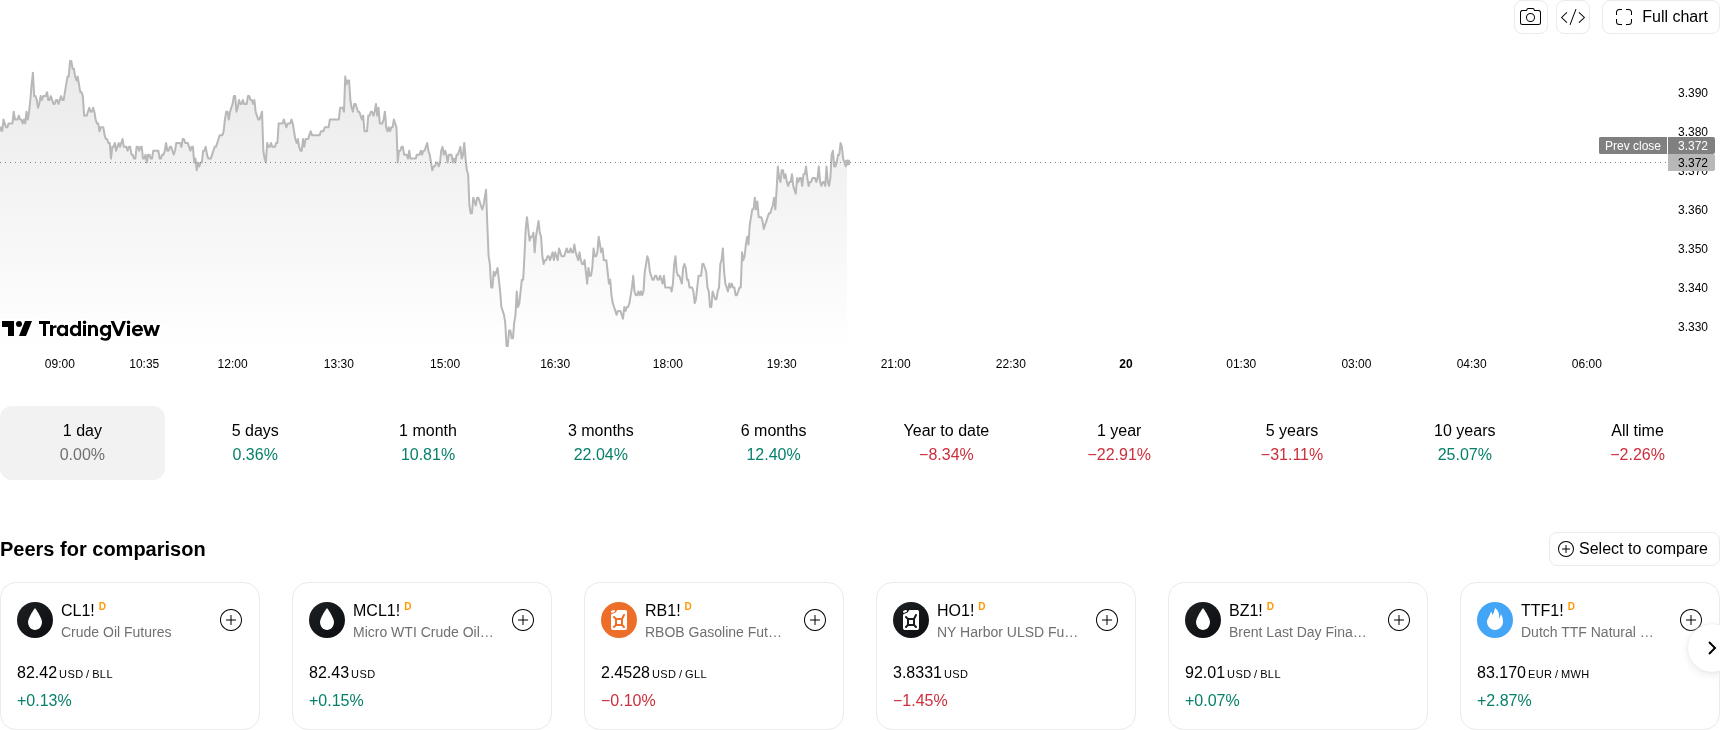 Full chart
3.390
3.380
Prev close 3.372
3.372
3.370
3.360
3.350
3.340
3.330
TradingView
09:00 10:35 12:00 13:30 15:00 16:30 18:00 19:30 21:00 22:30 20 01:30 03:00 04:30 06:00
1 day 5 days 1 month 3 months 6 months Year to date 1 year 5 years 10 years All time
0.00% 0.36% 10.81% 22.04% 12.40% −8.34% −22.91% −31.11% 25.07% −2.26%
Peers for comparison
Select to compare
CL1! D MCL1! D RB1! D HO1! D BZ1! D TTF1! D
Crude Oil Futures Micro WTI Crude Oil… RBOB Gasoline Fut… NY Harbor ULSD Fu… Brent Last Day Fina… Dutch TTF Natural …
82.42 USD / BLL 82.43 USD 2.4528 USD / GLL 3.8331 USD 92.01 USD / BLL 83.170 EUR / MWH
+0.13% +0.15% −0.10% −1.45% +0.07% +2.87%